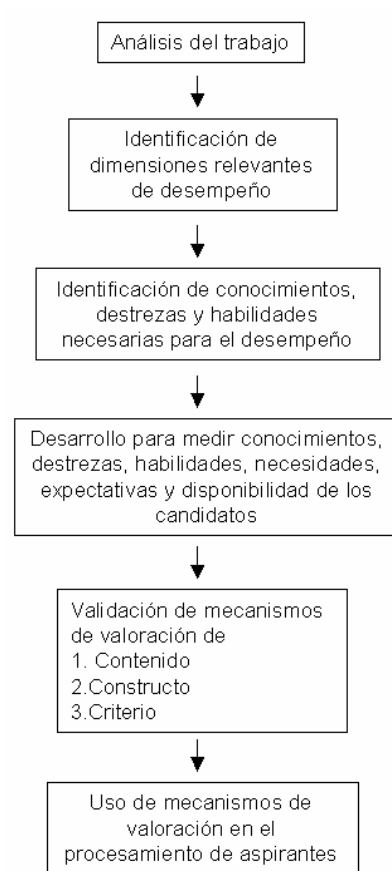 Análisis del trabajo
Identificación de
dimensiones relevantes
de desempeño
Identificación de conocimientos,
destrezas y habilidades
necesarias para el desempeño
Desarrollo para medir conocimientos,
destrezas, habilidades, necesidades,
expectativas y disponibilidad de los
candidatos
Validación de mecanismos
de valoración de
1. Contenido
2.Constructo
3.Criterio
Uso de mecanismos de
valoración en el
procesamiento de aspirantes